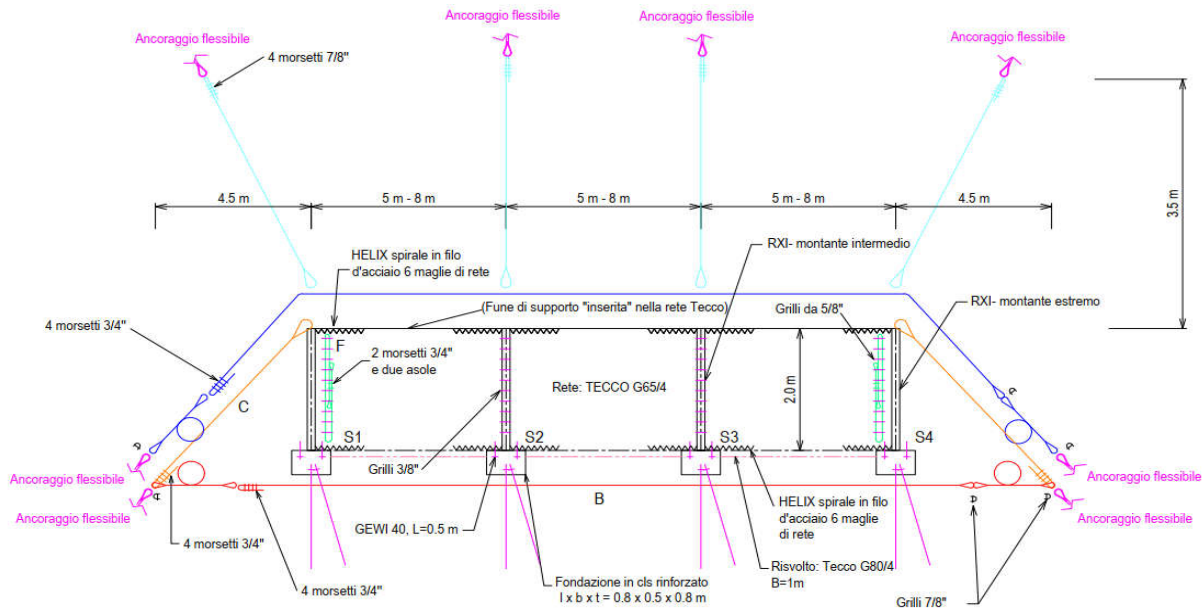 Ancoraggio flessibile
Ancoraggio flessibile
Ancoraggio flessibile
Ancoraggio flessibile
4 morsetti 7/8"
4.5 m
5 m - 8 m
5 m - 8 m
5 m - 8 m
4.5 m
3.5 m
HELIX spirale in filo
d'acciaio 6 maglie di rete
RXI- montante intermedio
(Fune di supporto "inserita" nella rete Tecco)
Grilli da 5/8"
RXI- montante estremo
4 morsetti 3/4"
F
2 morsetti 3/4"
e due asole
Rete: TECCO G65/4
2.0 m
C
S1
S2
S3
S4
Grilli 3/8"
Ancoraggio flessibile
Ancoraggio flessibile
Ancoraggio flessibile
Ancoraggio flessibile
B
HELIX spirale in filo
d'acciaio 6 maglie
di rete
GEWI 40, L=0.5 m
4 morsetti 3/4"
4 morsetti 3/4"
Fondazione in cls rinforzato
l x b x t = 0.8 x 0.5 x 0.8 m
Risvolto: Tecco G80/4
B=1m
Grilli 7/8"